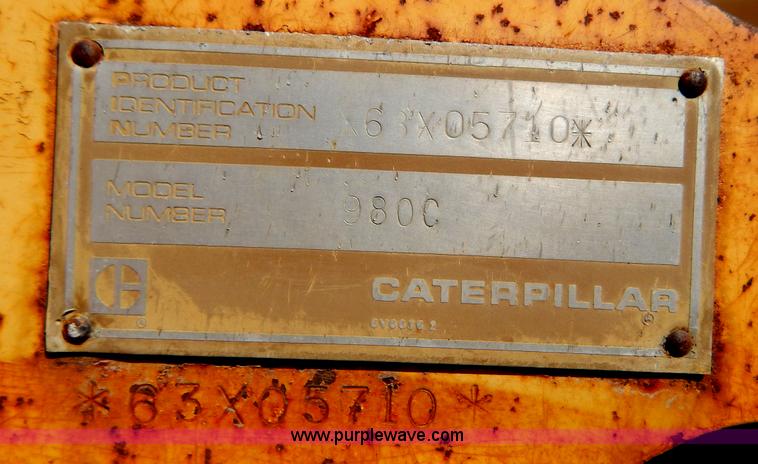 PRODUCT
IDENTIFICATION
NUMBER *63X05710*
MODEL
NUMBER 980C
CATERPILLAR
*63X05710*
www.purplewave.com